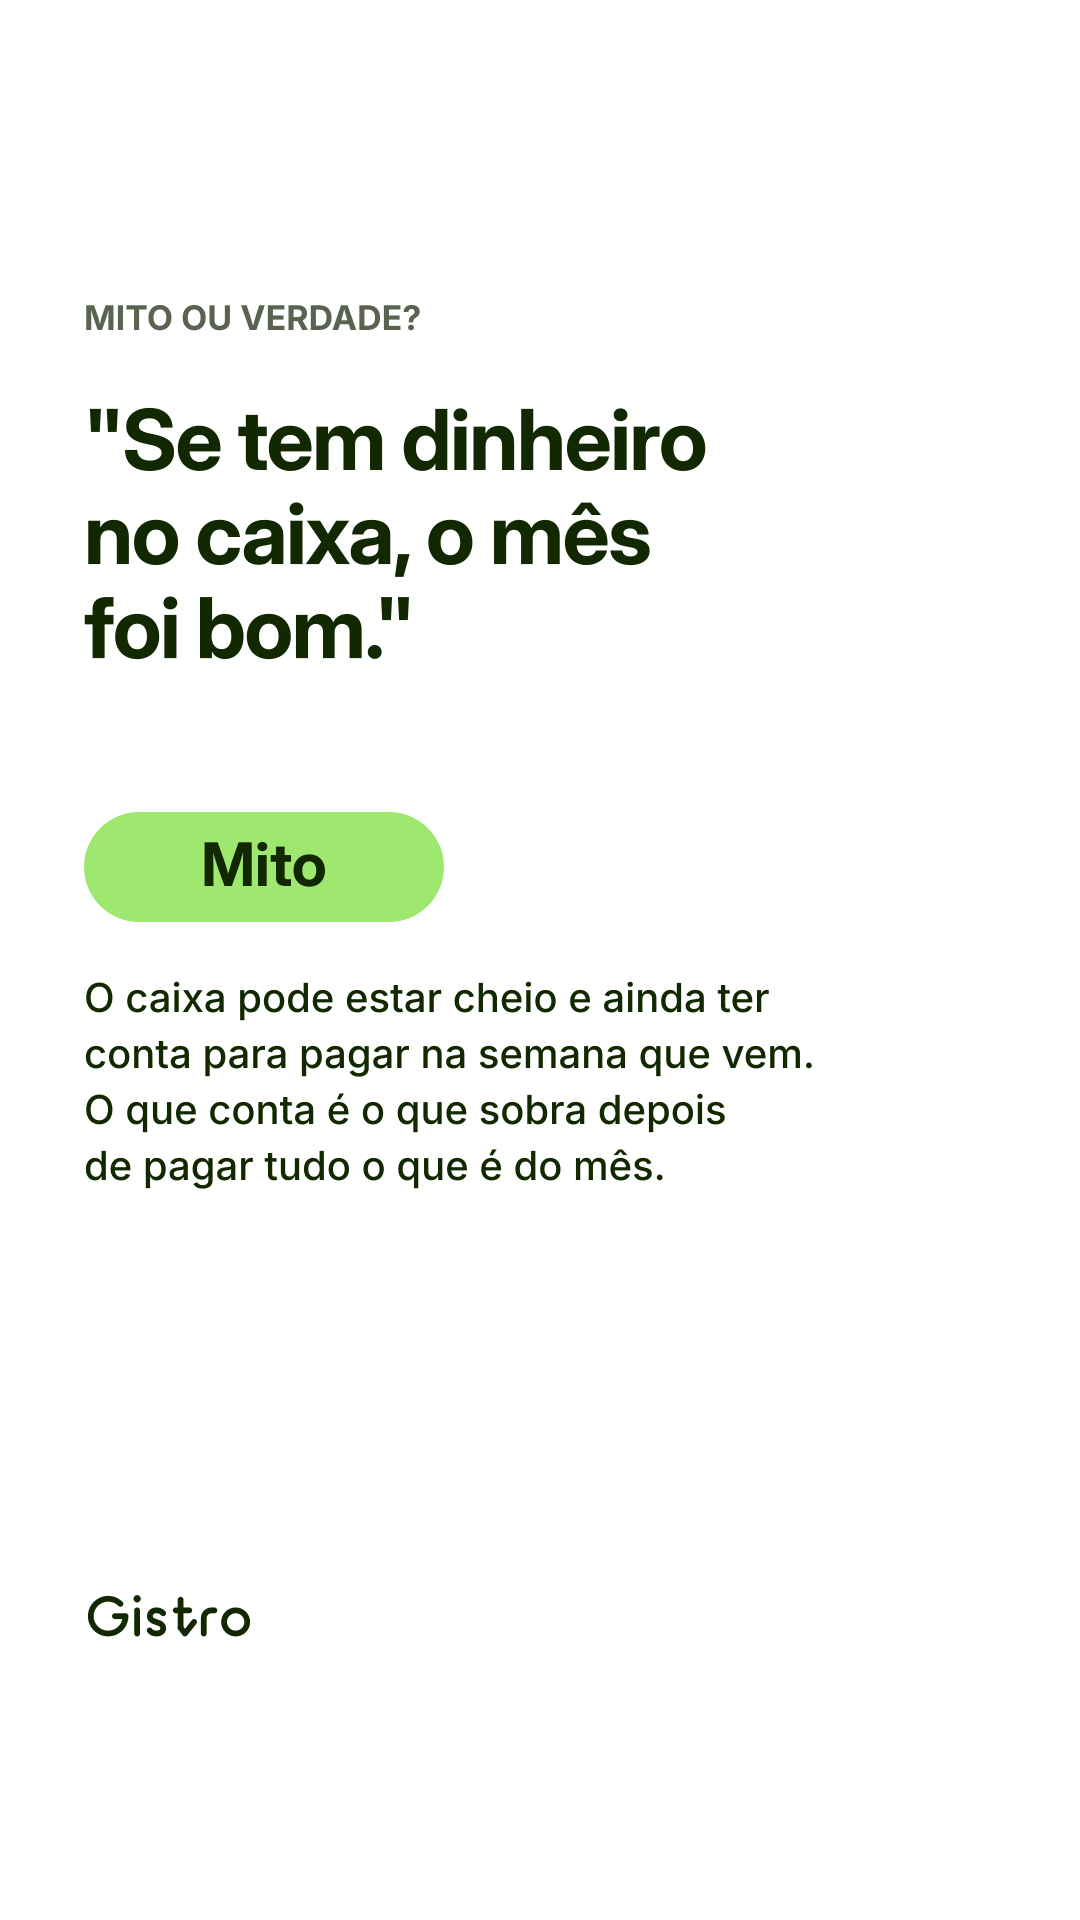 MITO OU VERDADE?
"Se tem dinheiro
no caixa, o mês
foi bom."
Mito
O caixa pode estar cheio e ainda ter
conta para pagar na semana que vem.
O que conta é o que sobra depois
de pagar tudo o que é do mês.
Gistro